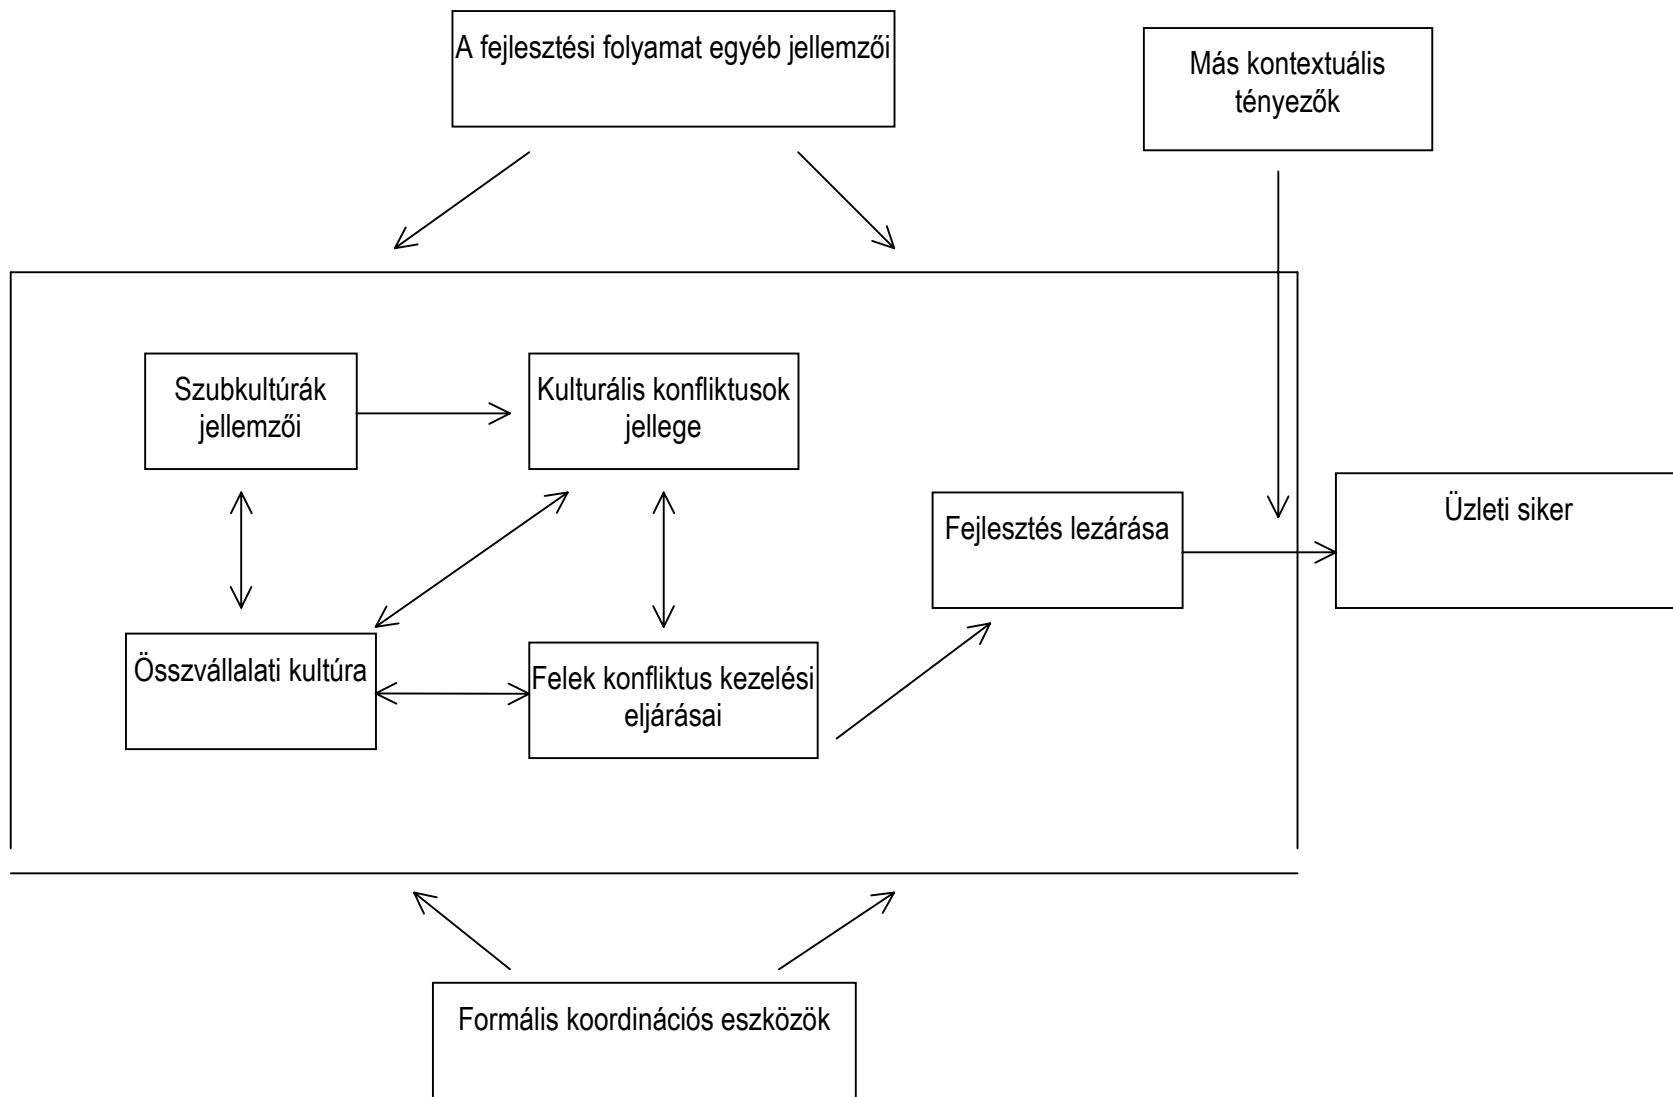 A fejlesztési folyamat egyéb jellemzői
Más kontextuális
tényezők
Szubkultúrák
jellemzői
Kulturális konfliktusok
jellege
Fejlesztés lezárása
Üzleti siker
Összvállalati kultúra
Felek konfliktus kezelési
eljárásai
Formális koordinációs eszközök